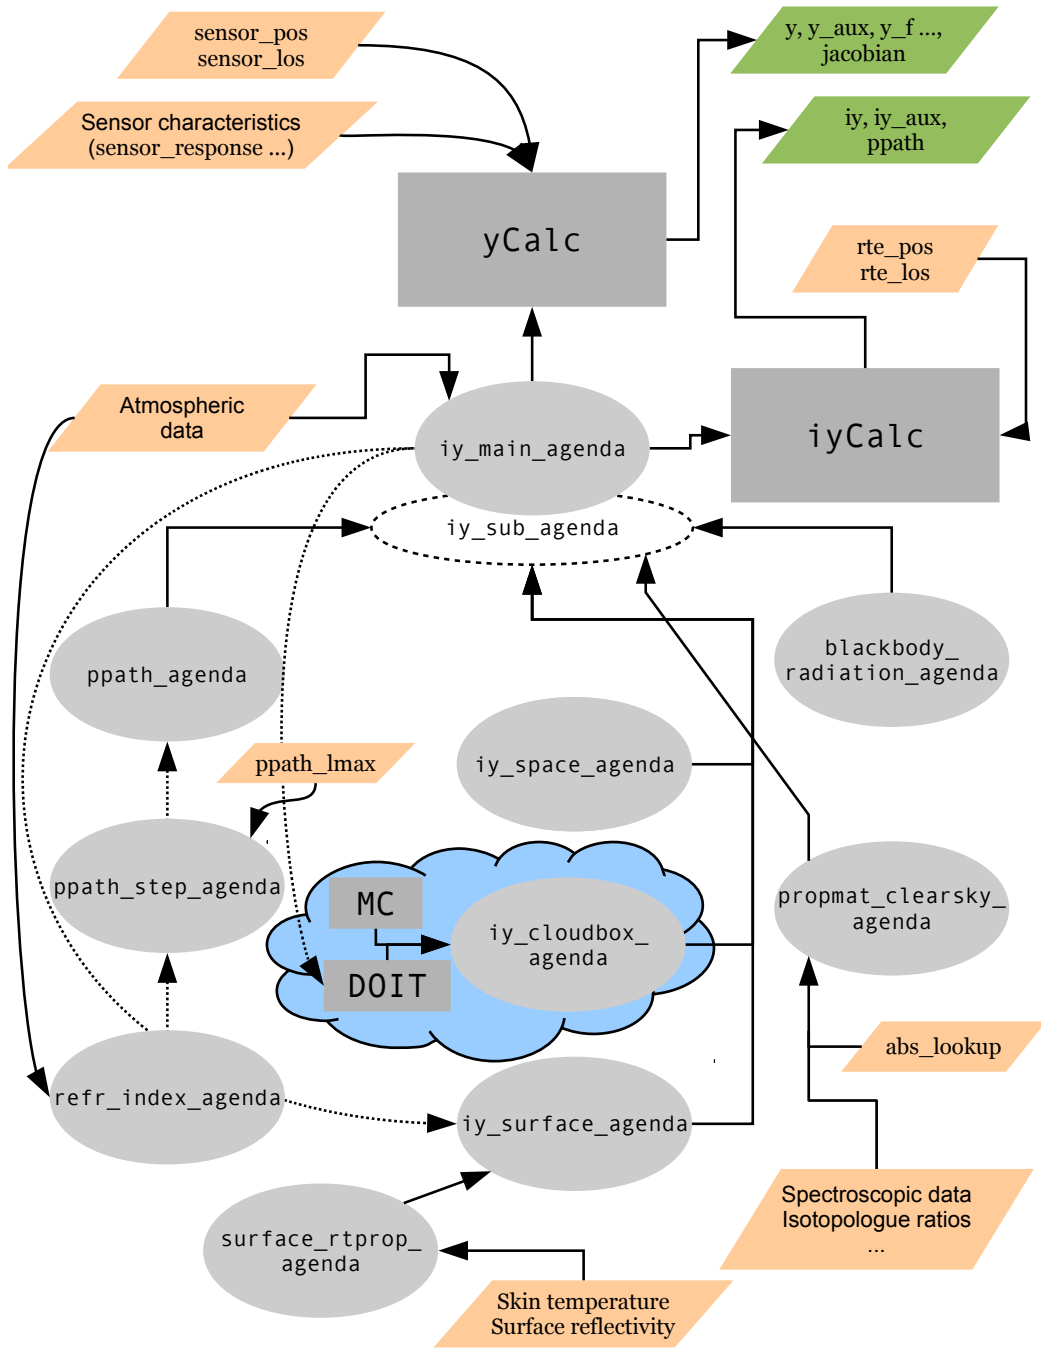 sensor_pos
sensor_los
y, y_aux, y_f ...,
jacobian
Sensor characteristics
(sensor_response ...)
iy, iy_aux,
ppath
yCalc
rte_pos
rte_los
Atmospheric
data
iy_main_agenda
iyCalc
iy_sub_agenda
ppath_agenda
blackbody_
radiation_agenda
ppath_lmax
iy_space_agenda
ppath_step_agenda
MC
iy_cloudbox_
agenda
DOIT
propmat_clearsky_
agenda
abs_lookup
refr_index_agenda
iy_surface_agenda
Spectroscopic data
Isotopologue ratios
...
surface_rtprop_
agenda
Skin temperature
Surface reflectivity